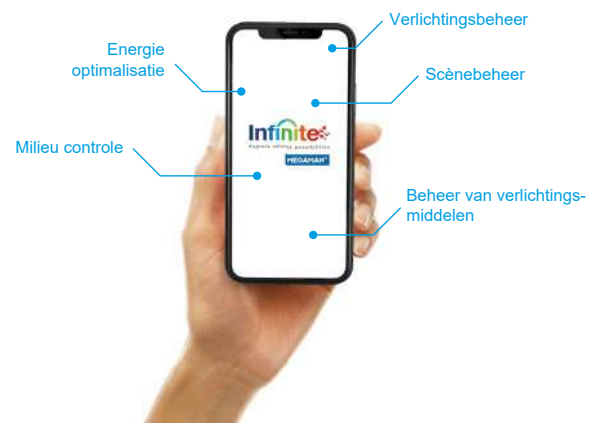 Verlichtingsbeheer
Energie
optimalisatie
Scènebeheer
Infinite
MEGAMAN
Milieu controle
Beheer van verlichtings-
middelen